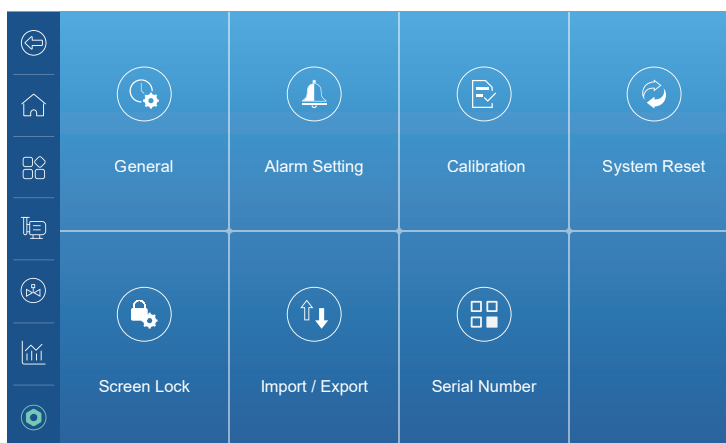 General
Alarm Setting
Calibration
System Reset
Screen Lock
Import / Export
Serial Number